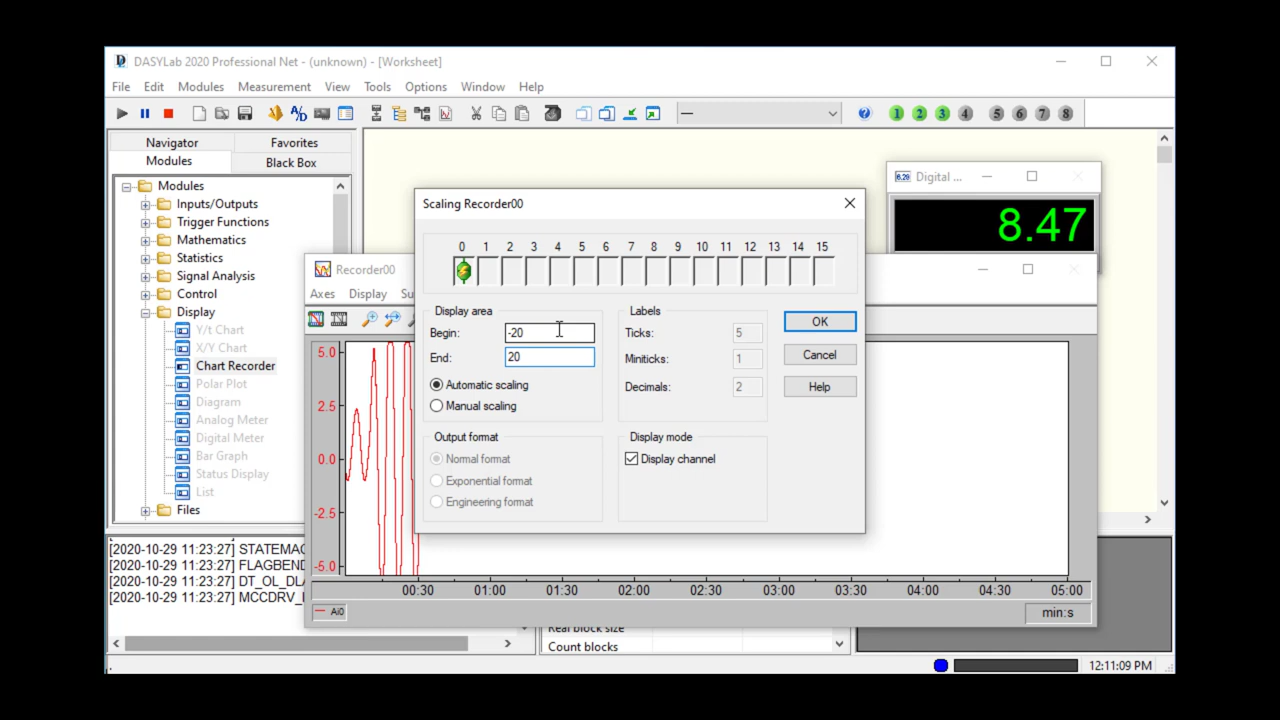 DASYLab 2020 Professional Net - (unknown) - [Worksheet]
File Edit Modules Measurement View Tools Options Window Help
1 2 3 4 5 6 7 8
Navigator Favorites
Modules Black Box
Modules
Inputs/Outputs
Trigger Functions
Mathematics
Statistics
Signal Analysis
Control
Display
Y/t Chart
X/Y Chart
Chart Recorder
Polar Plot
Diagram
Analog Meter
Digital Meter
Bar Graph
Status Display
List
Files
Digital ...
8.47
Recorder00
Axes Display
5.0
2.5
0.0
-2.5
-5.0
00:30 01:00 01:30 02:00 02:30 03:00 03:30 04:00 04:30 05:00
Ai0
min:s
Scaling Recorder00
0 1 2 3 4 5 6 7 8 9 10 11 12 13 14 15
Display area
Begin: -20
End: 20
Automatic scaling
Manual scaling
Labels
Ticks: 5
Miniticks: 1
Decimals: 2
OK
Cancel
Help
Output format
Normal format
Exponential format
Engineering format
Display mode
Display channel
[2020-10-29 11:23:27] STATEMAC
[2020-10-29 11:23:27] FLAGBEND
[2020-10-29 11:23:27] DT_OL_DL
[2020-10-29 11:23:27] MCCDRV_
Real block size
Count blocks
12:11:09 PM